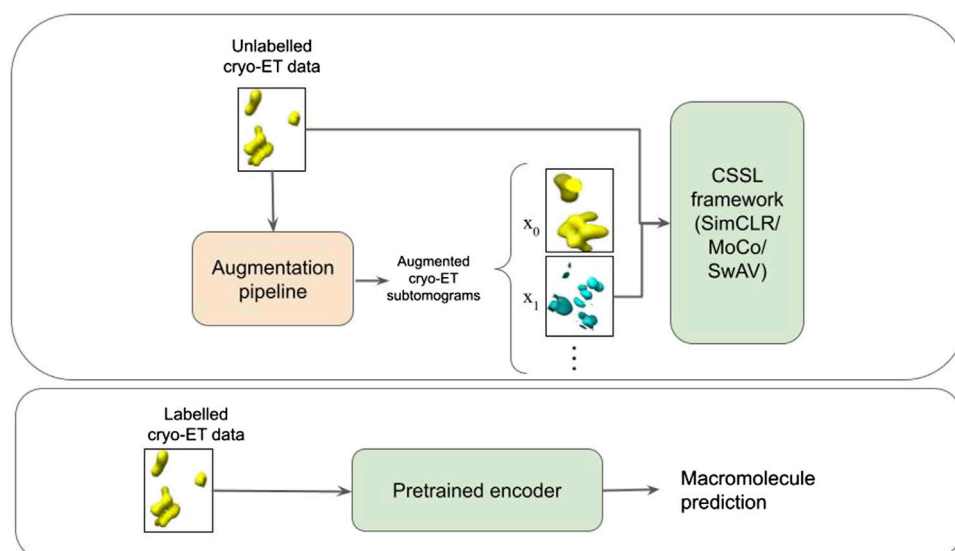 Unlabelled
cryo-ET data
Augmentation
pipeline
Augmented
cryo-ET
subtomograms
x0
x1
CSSL
framework
(SimCLR/
MoCo/
SwAV)
Labelled
cryo-ET data
Pretrained encoder
Macromolecule
prediction